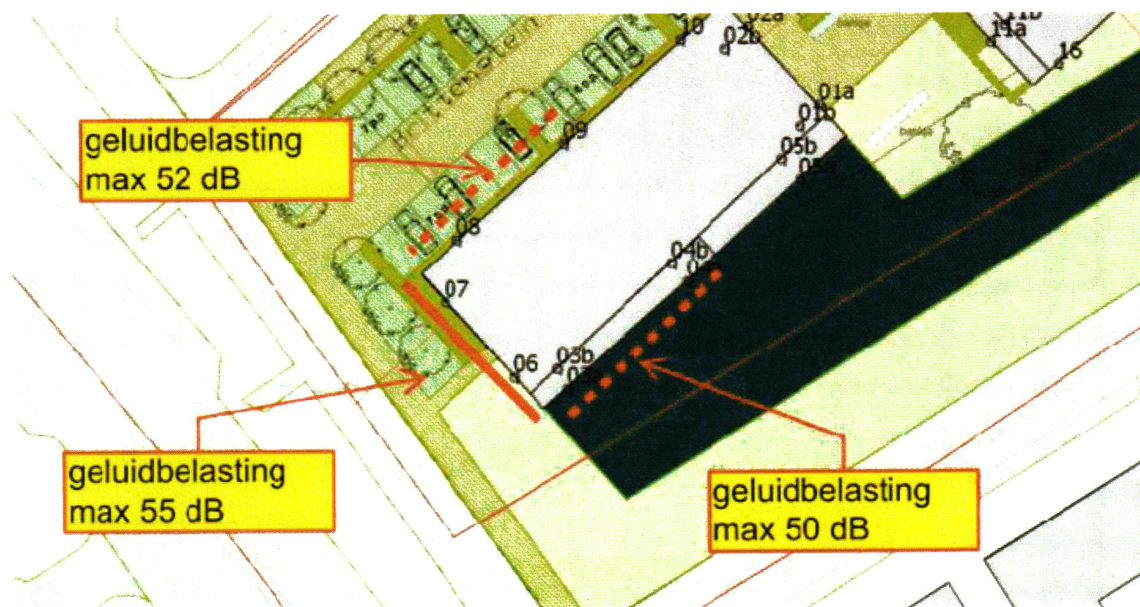 02a
10
02b
11b
11a
16
01a
01b
geluidbelasting
max 52 dB
09
05b
05a
08
04b
07
03b
06
geluidbelasting
max 55 dB
geluidbelasting
max 50 dB